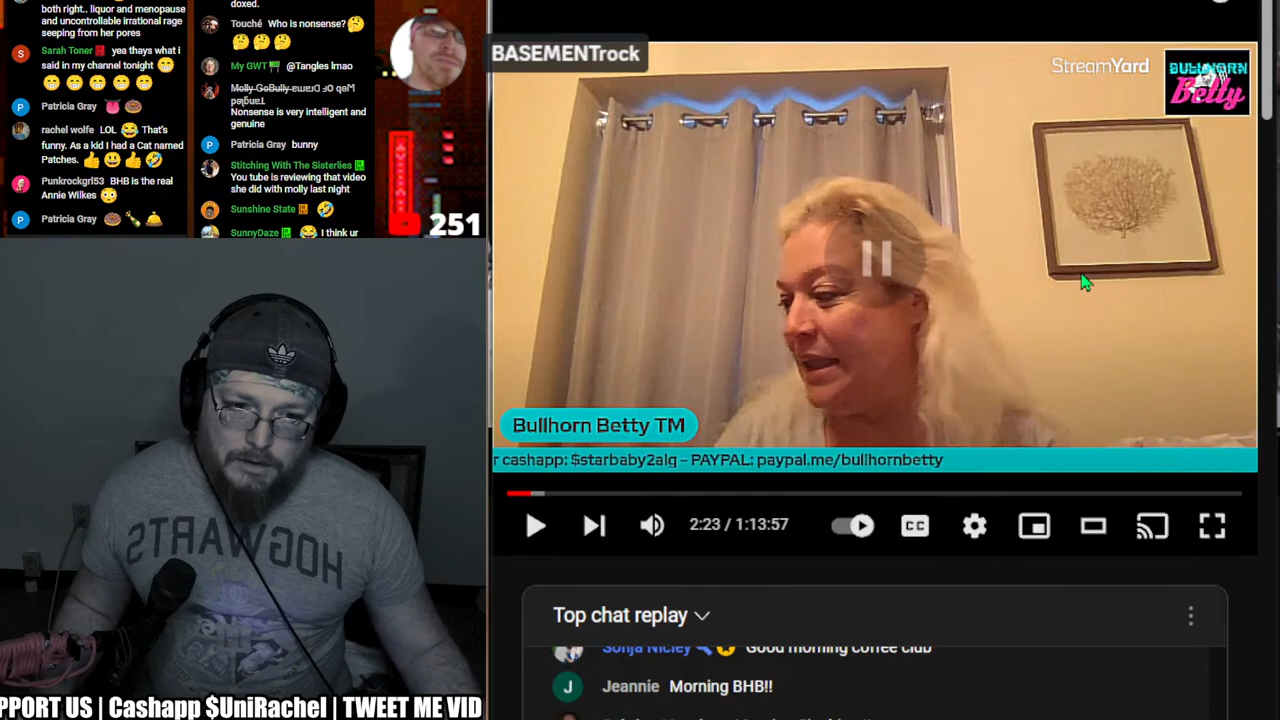 both right.. liquor and menopause
and uncontrollable irrational rage
seeping from her pores
Sarah Toner yea thays what i
said in my channel tonight 😁
😁😁😁😁😁
Patricia Gray 👅🍩
rachel wolfe LOL 😂 That's
funny. As a kid I had a Cat named
Patches. 👍😃👍🤣
Punkrockgrl53 BHB is the real
Annie Wilkes 😳
Patricia Gray 🍩🍾🛎
doxed.
Touché Who is nonsense? 🤔
🤔🤔🤔
My GWT @Tangles lmao
Nonsense is very intelligent and
genuine
Patricia Gray bunny
Stitching With The Sisterlies
You tube is reviewing that video
she did with molly last night
Sunshine State 🤣
SunnyDaze 😂 I think ur
251
BASEMENTrock
StreamYard
BULLHORN
Betty
Bullhorn Betty TM
r cashapp: $starbaby2alg - PAYPAL: paypal.me/bullhornbetty
2:23 / 1:13:57
CC
Top chat replay
Sonja Nicley Good morning coffee club
J Jeannie Morning BHB!!
HOGWARTS
PPORT US | Cashapp $UniRachel | TWEET ME VID